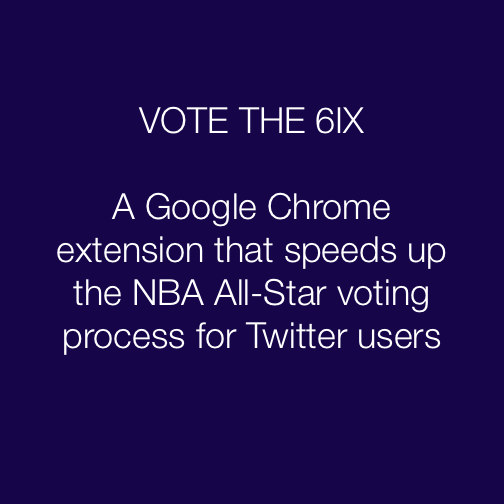 VOTE THE 6IX
A Google Chrome
extension that speeds up
the NBA All-Star voting
process for Twitter users